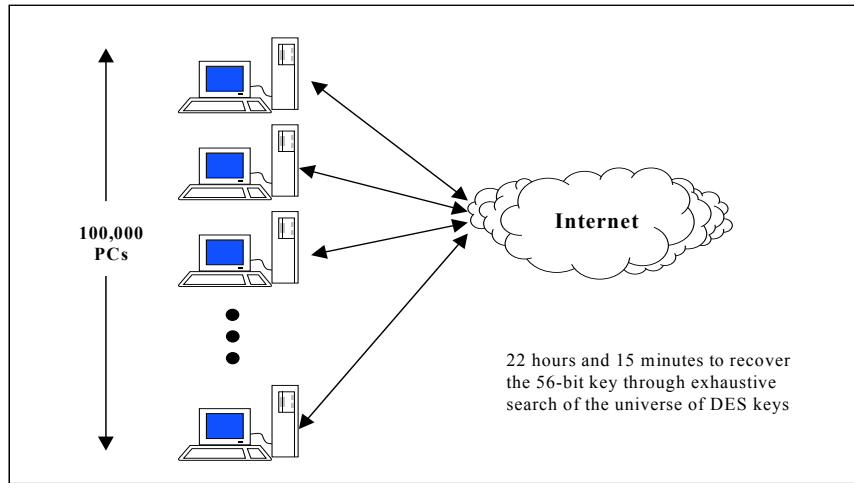 100,000
PCs
Internet
22 hours and 15 minutes to recover
the 56-bit key through exhaustive
search of the universe of DES keys